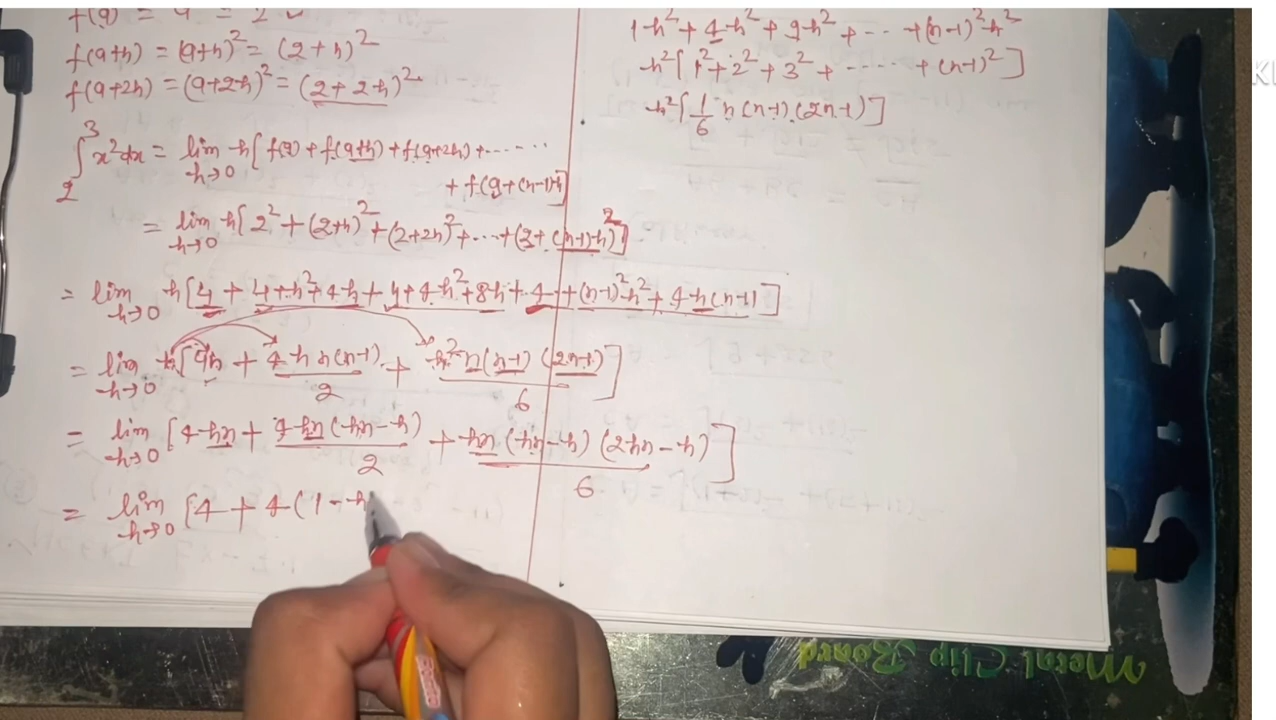 f(a) = a² = 2²
f(a+h) = (a+h)² = (2+h)²
f(a+2h) = (a+2h)² = (2+2h)²
∫₂³ x²dx = lim h→0 h[f(a) + f(a+h) + f(a+2h) + ......
+ f(a+(n-1)h]
= lim h→0 h[2² + (2+h)² + (2+2h)² + ... + (2+(n-1)h)²]
= lim h→0 h[4 + 4+h²+4h + 4+4h²+8h + 4 + (n-1)²h² + 4h(n-1)]
= lim h→0 h[4n + 4hn(n-1)/2 + h²n(n-1)(2n-1)/6]
= lim h→0 [4hn + 4hn(hn-h)/2 + hn(hn-h)(2hn-h)/6]
= lim h→0 [4 + 4(1-h
1h² + 4h² + 9h² + ... + (n-1)²h²
h²[1² + 2² + 3² + ...... + (n-1)²]
h²[1/6 n(n-1)(2n-1)]
Metal Clip Board